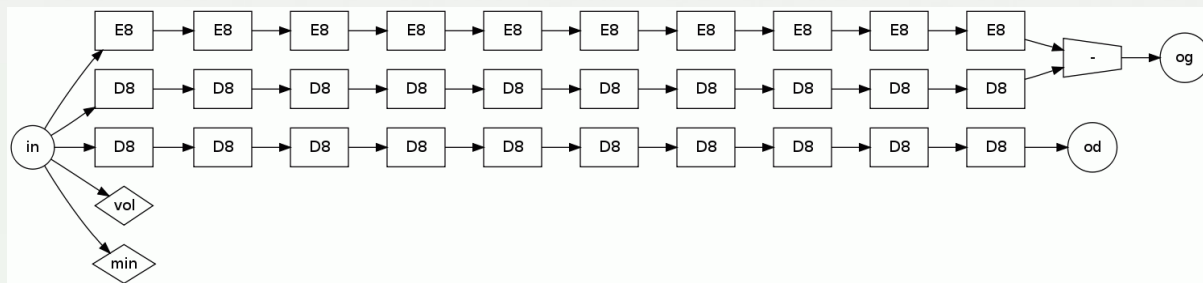 E8 E8 E8 E8 E8 E8 E8 E8 E8 E8
- og
D8 D8 D8 D8 D8 D8 D8 D8 D8 D8
in D8 D8 D8 D8 D8 D8 D8 D8 D8 D8 od
vol
min